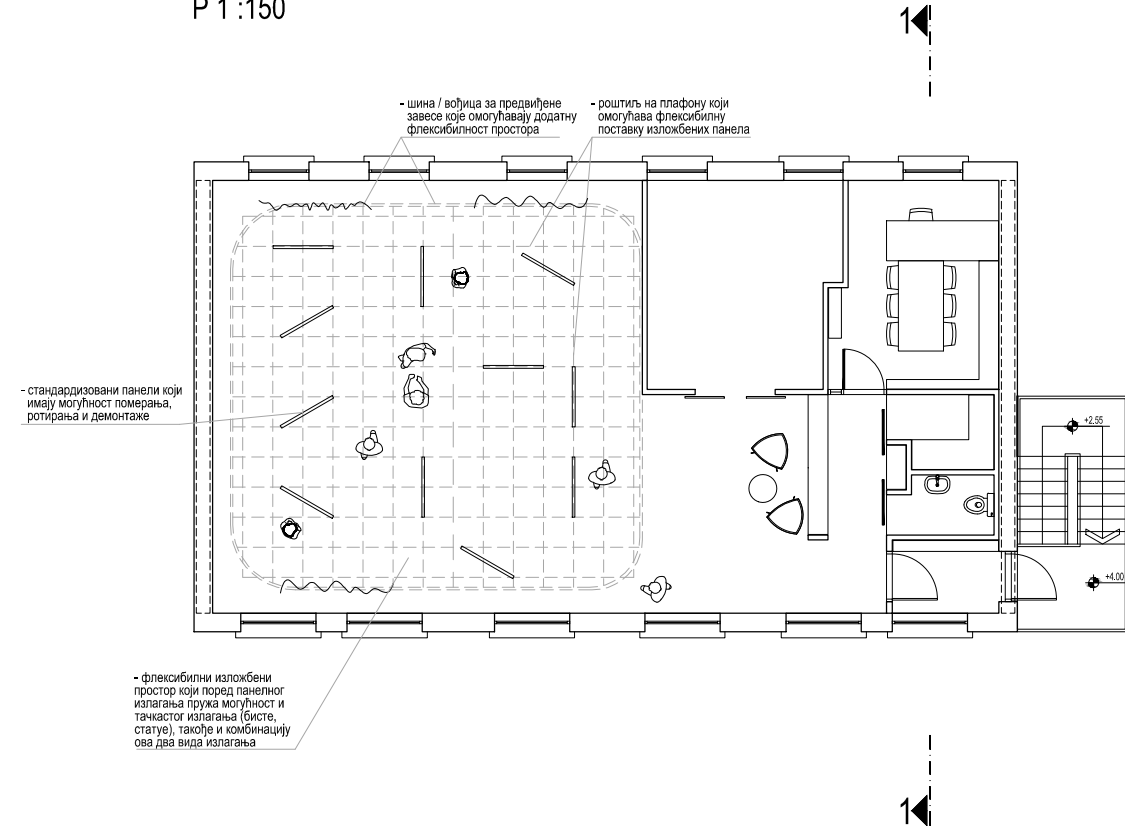 Р 1 :150
1
- шина / вођица за предвиђене
завесе које омогућавају додатну
флексибилност простора
- роштиљ на плафону који
омогућава флексибилну
поставку изложбених панела
- стандардизовани панели који
имају могућност померања,
ротирања и демонтаже
+2.55
+4.00
- флексибилни изложбени
простор који поред панелног
излагања пружа могућност и
тачкастог излагања (бисте,
статуе), такође и комбинацију
ова два вида излагања
1